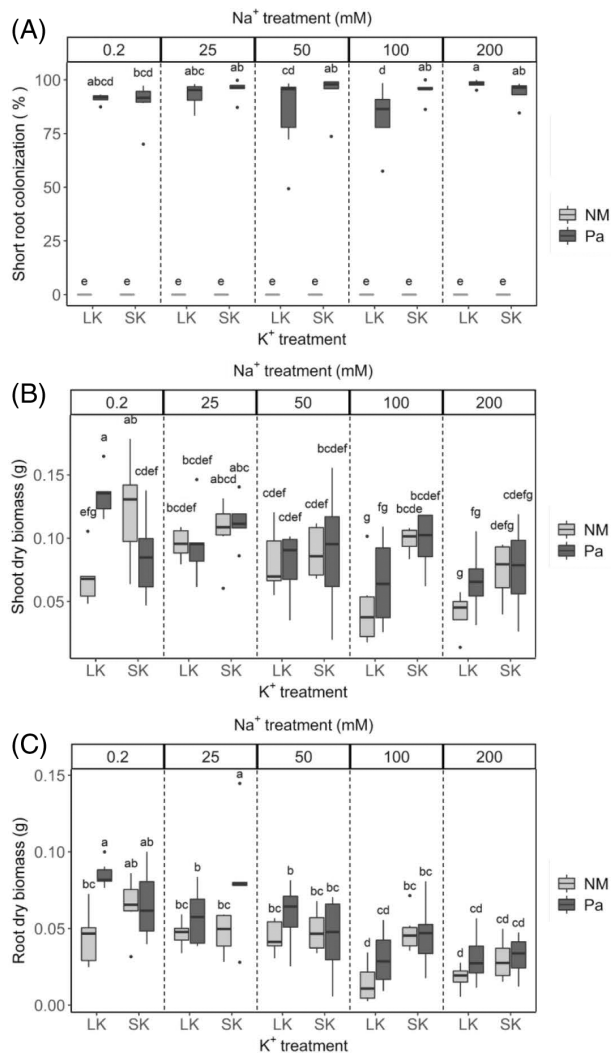 (A)
Na+ treatment (mM)
0.2 25 50 100 200
Short root colonization ( % )
100
75
50
25
0
abcd bcd abc ab cd ab d ab a ab
e e e e e e e e e e
LK SK LK SK LK SK LK SK LK SK
K+ treatment
NM
Pa
(B)
Na+ treatment (mM)
0.2 25 50 100 200
Shoot dry biomass (g)
0.15
0.10
0.05
efg a ab cdef bcdef bcdef abcd abc cdef cdef cdef bcdef g fg bcde bcdef g fg defg cdefg
LK SK LK SK LK SK LK SK LK SK
K+ treatment
NM
Pa
(C)
Na+ treatment (mM)
0.2 25 50 100 200
Root dry biomass (g)
0.15
0.10
0.05
0.00
bc a ab ab bc b bc a bc b bc bc d cd bc bc d cd cd cd
LK SK LK SK LK SK LK SK LK SK
K+ treatment
NM
Pa